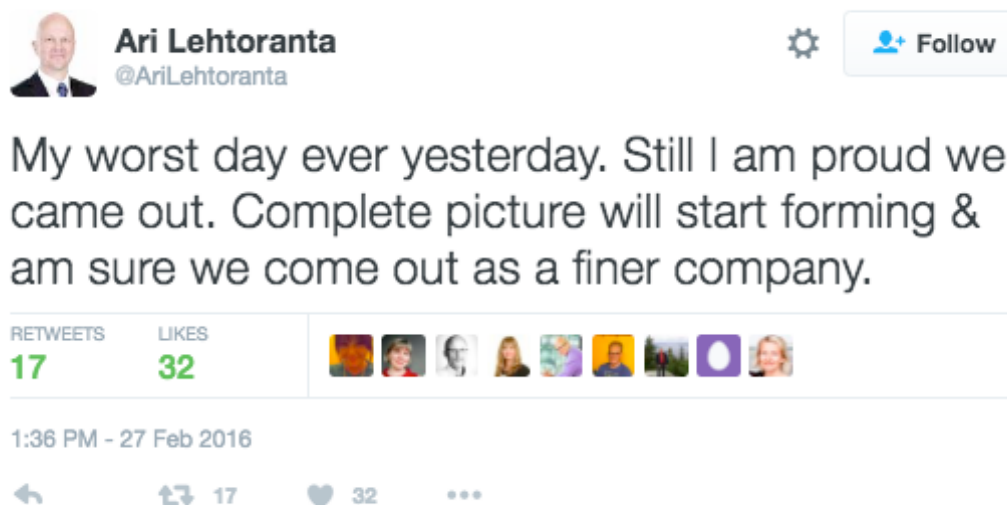 Ari Lehtoranta
Follow
@AriLehtoranta
My worst day ever yesterday. Still I am proud we
came out. Complete picture will start forming &
am sure we come out as a finer company.
RETWEETS LIKES
17 32
1:36 PM - 27 Feb 2016
17 32